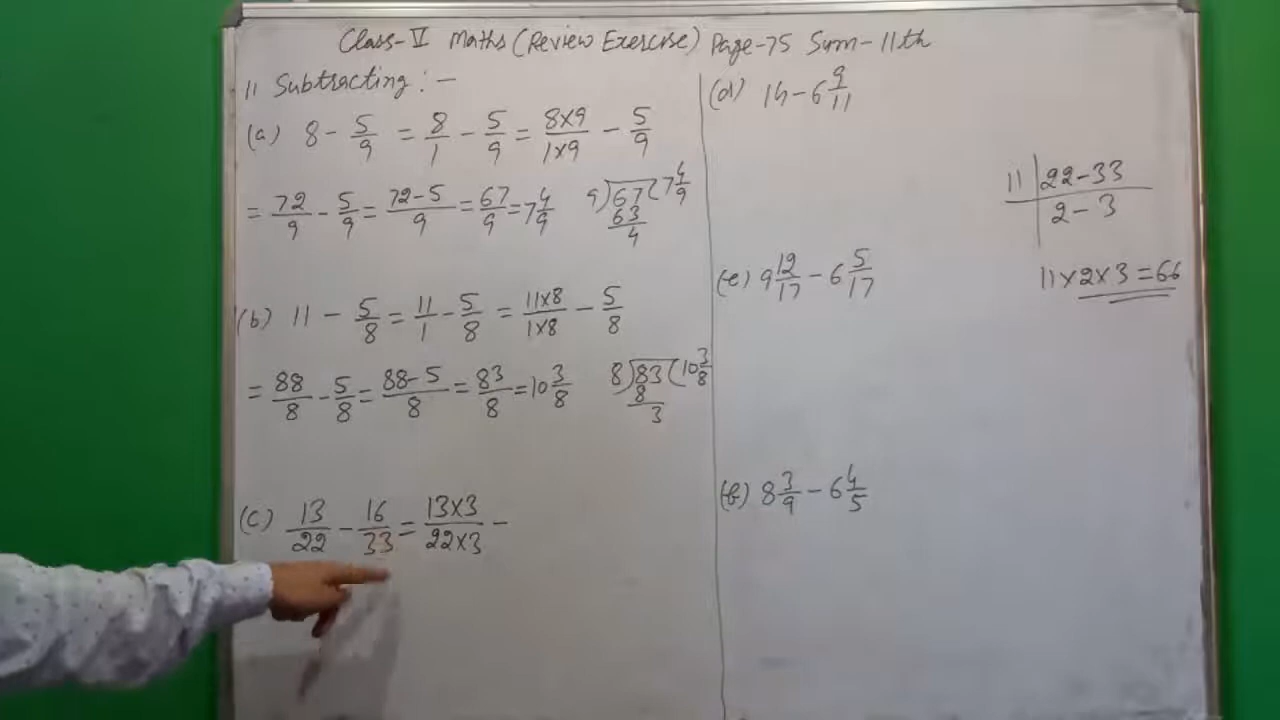 Class-V Maths (Review Exercise) Page-75 Sum-11th
11 Subtracting :-
(a) 8 - 5/9 = 8/1 - 5/9 = 8×9/1×9 - 5/9
= 72/9 - 5/9 = 72-5/9 = 67/9 = 7 4/9
9)67(7 4/9
63
4
(b) 11 - 5/8 = 11/1 - 5/8 = 11×8/1×8 - 5/8
= 88/8 - 5/8 = 88-5/8 = 83/8 = 10 3/8
8)83(10 3/8
8
3
(c) 13/22 - 16/33 = 13×3/22×3 -
(d) 14 - 6 9/11
11 | 22-33
2-3
11×2×3=66
(e) 9 12/17 - 6 5/17
(f) 8 3/9 - 6 4/5